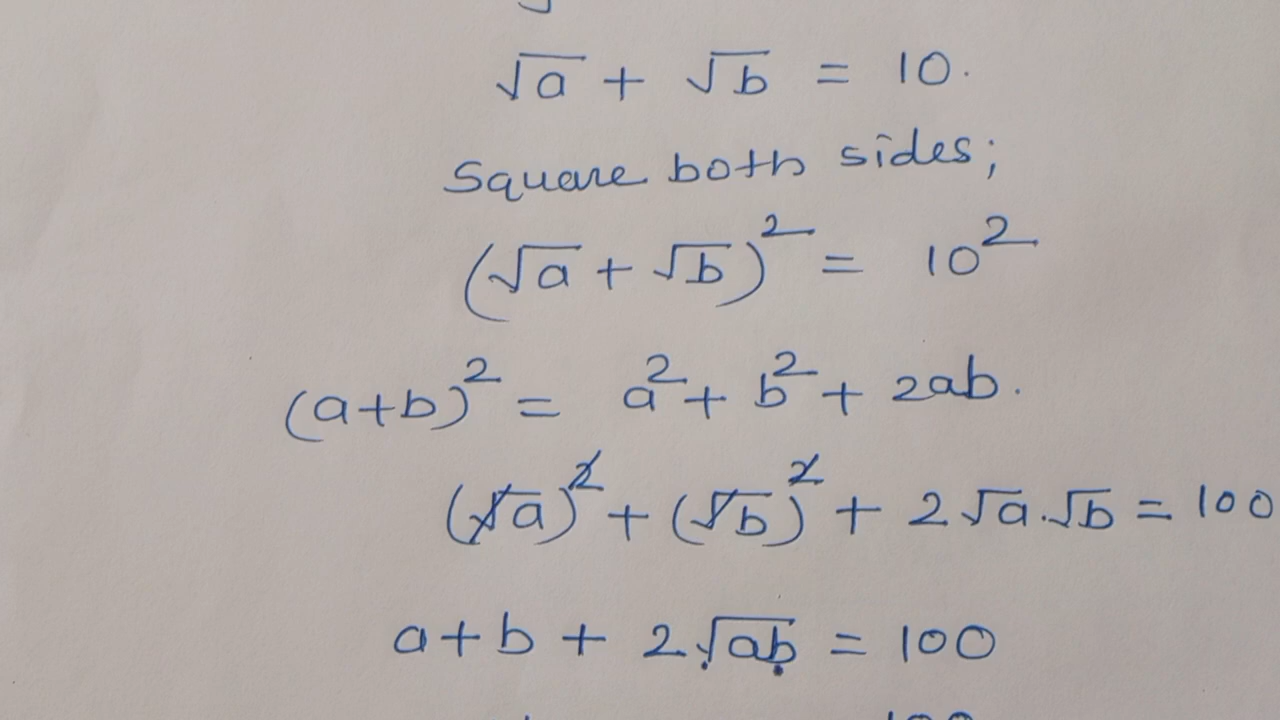 √a + √b = 10.
Square both sides;
(√a + √b)² = 10²
(a+b)² = a² + b² + 2ab.
(√a)² + (√b)² + 2√a.√b = 100
a + b + 2√ab = 100